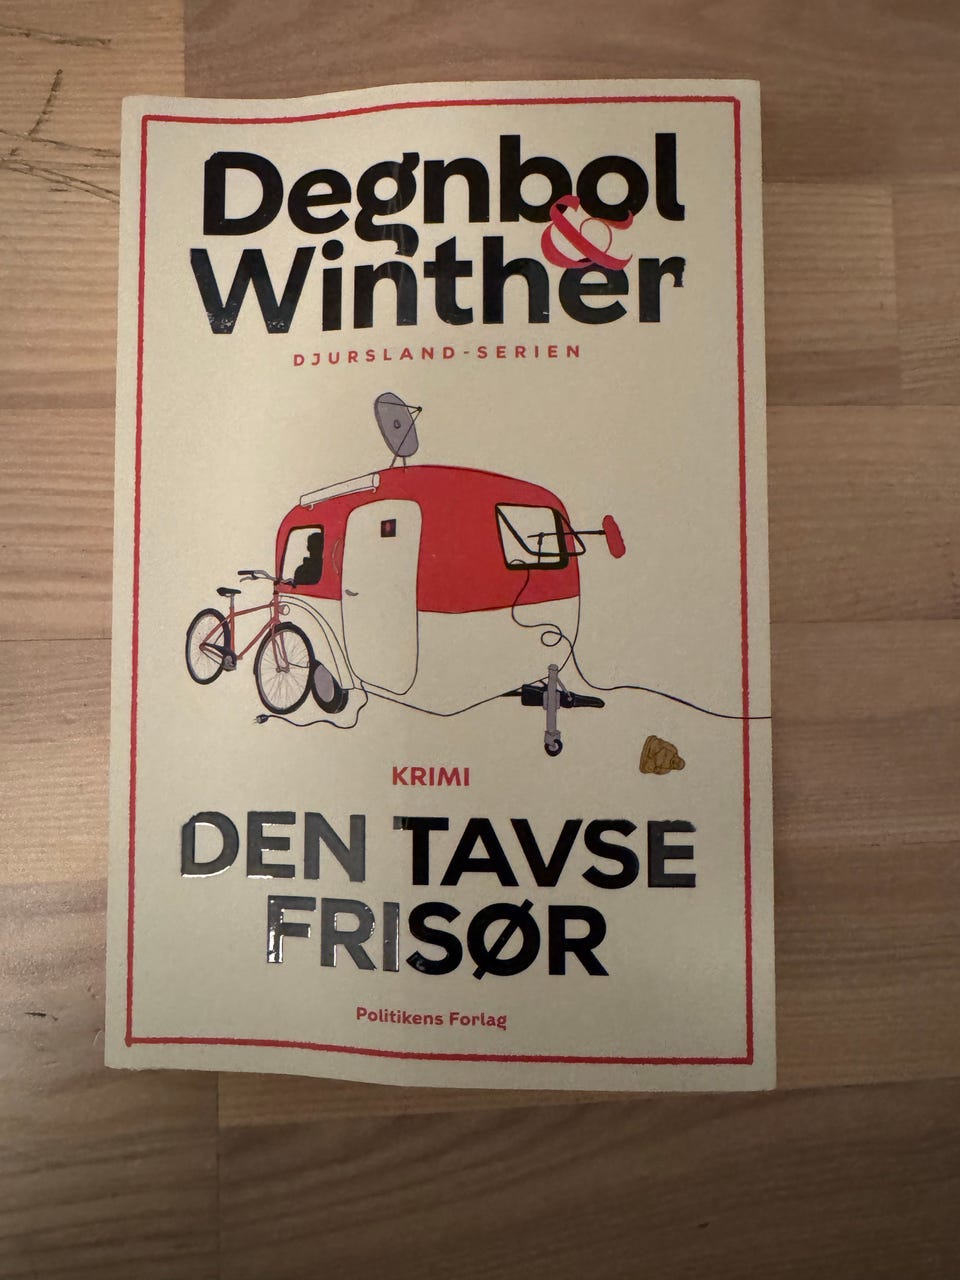 Degnbol
&
Winther
DJURSLAND-SERIEN
KRIMI
DEN TAVSE
FRISØR
Politikens Forlag